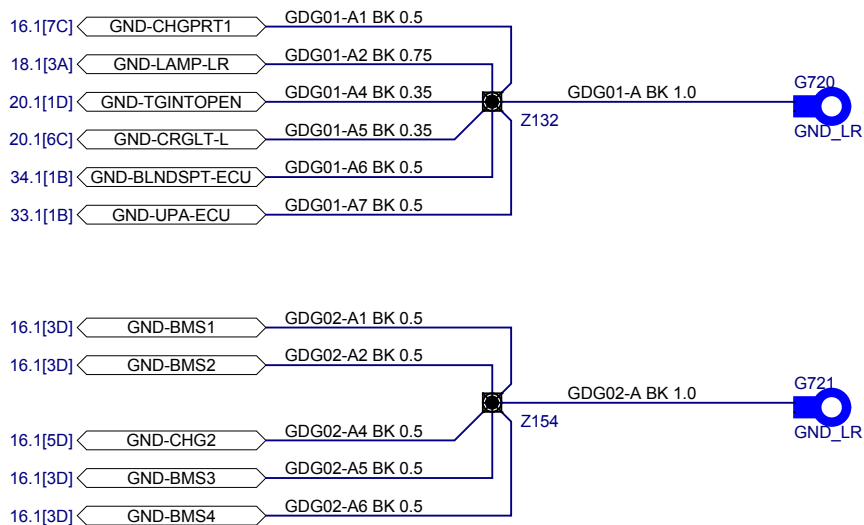 16.1[7C] GND-CHGPRT1 GDG01-A1 BK 0.5
18.1[3A] GND-LAMP-LR GDG01-A2 BK 0.75
G720
20.1[1D] GND-TGINTOPEN GDG01-A4 BK 0.35 GDG01-A BK 1.0
Z132
GND_LR
20.1[6C] GND-CRGLT-L GDG01-A5 BK 0.35
34.1[1B] GND-BLNDSPT-ECU GDG01-A6 BK 0.5
33.1[1B] GND-UPA-ECU GDG01-A7 BK 0.5
16.1[3D] GND-BMS1 GDG02-A1 BK 0.5
16.1[3D] GND-BMS2 GDG02-A2 BK 0.5
G721
GDG02-A BK 1.0
Z154
GND_LR
16.1[5D] GND-CHG2 GDG02-A4 BK 0.5
16.1[3D] GND-BMS3 GDG02-A5 BK 0.5
16.1[3D] GND-BMS4 GDG02-A6 BK 0.5